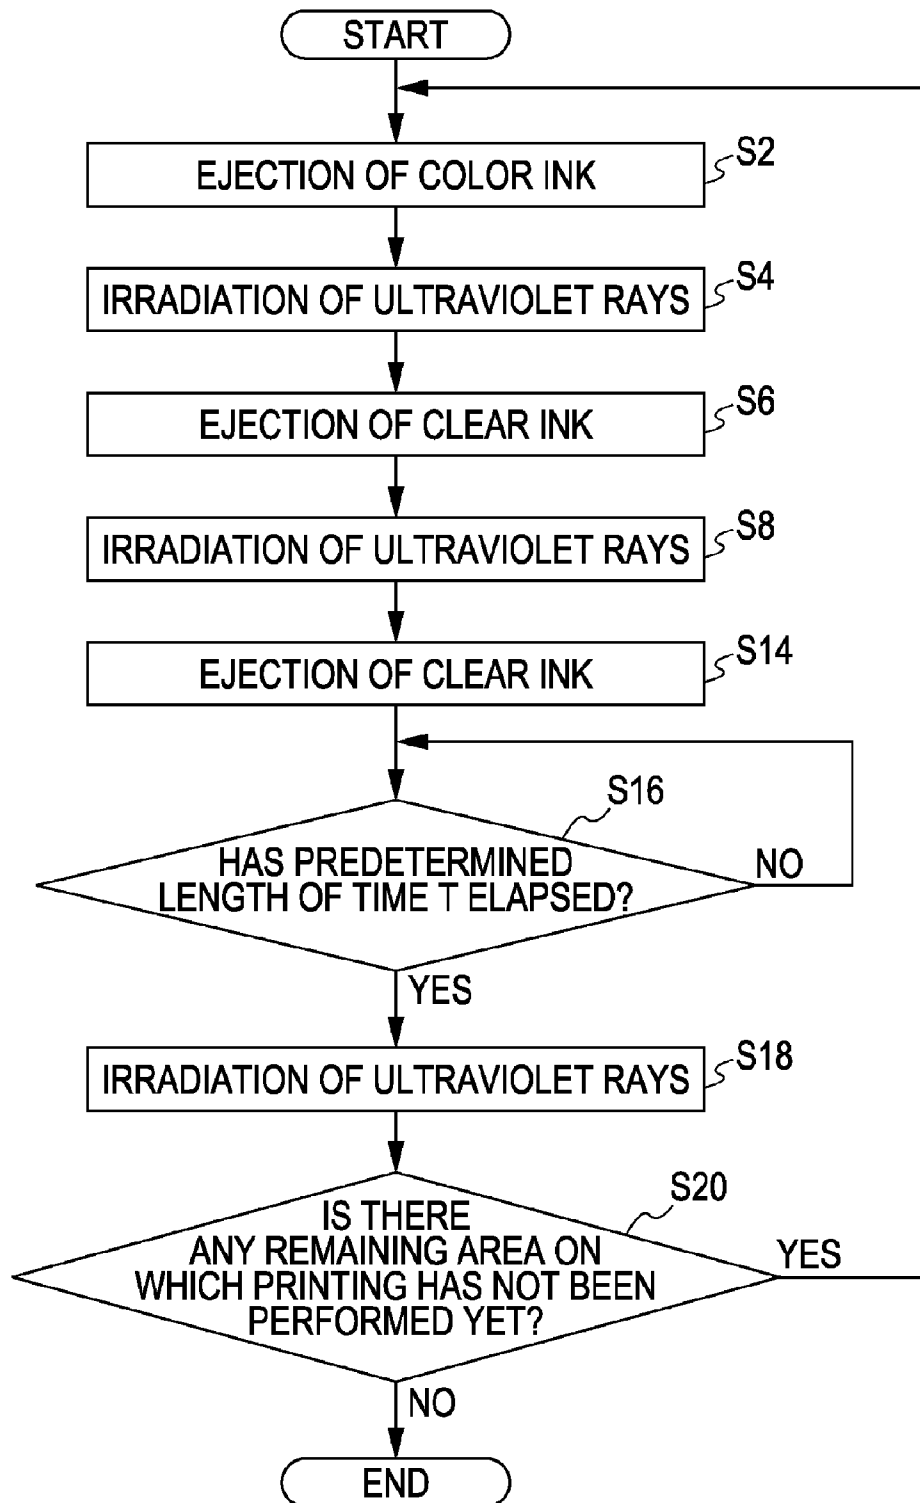 START
EJECTION OF COLOR INK
S2
IRRADIATION OF ULTRAVIOLET RAYS
S4
EJECTION OF CLEAR INK
S6
IRRADIATION OF ULTRAVIOLET RAYS
S8
EJECTION OF CLEAR INK
S14
S16
HAS PREDETERMINED
LENGTH OF TIME T ELAPSED?
NO
YES
IRRADIATION OF ULTRAVIOLET RAYS
S18
S20
IS THERE
ANY REMAINING AREA ON
WHICH PRINTING HAS NOT BEEN
PERFORMED YET?
YES
NO
END